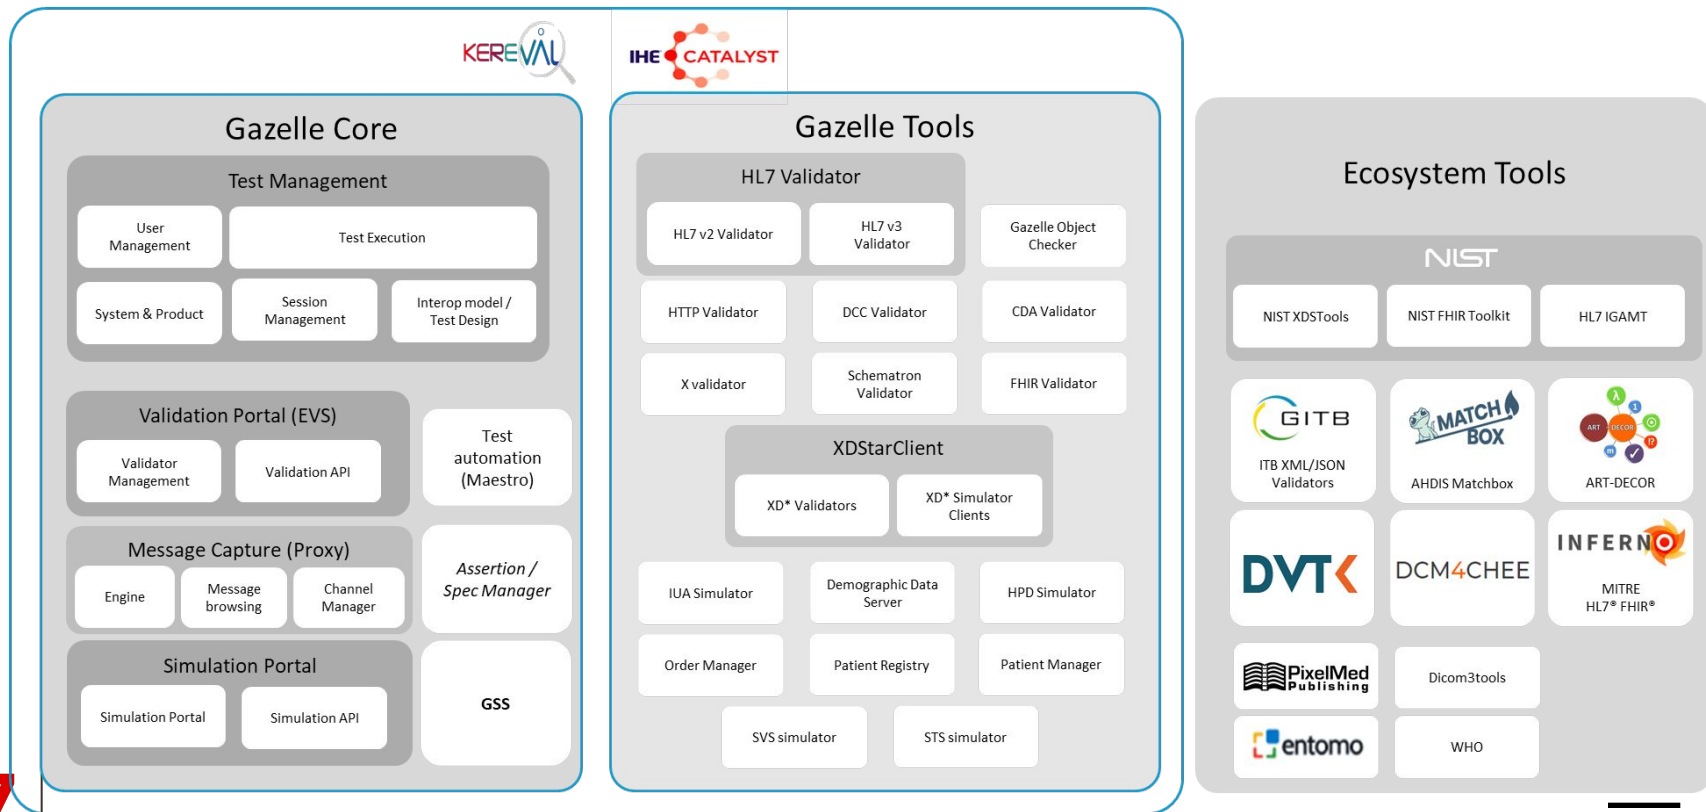 KEREVAL
IHE CATALYST
Gazelle Core
Test Management
User
Management
Test Execution
System & Product
Session
Management
Interop model /
Test Design
Validation Portal (EVS)
Validator
Management
Validation API
Test
automation
(Maestro)
Message Capture (Proxy)
Engine
Message
browsing
Channel
Manager
Assertion /
Spec Manager
Simulation Portal
Simulation Portal
Simulation API
GSS
Gazelle Tools
HL7 Validator
HL7 v2 Validator
HL7 v3
Validator
Gazelle Object
Checker
HTTP Validator
DCC Validator
CDA Validator
X validator
Schematron
Validator
FHIR Validator
XDStarClient
XD* Validators
XD* Simulator
Clients
IUA Simulator
Demographic Data
Server
HPD Simulator
Order Manager
Patient Registry
Patient Manager
SVS simulator
STS simulator
Ecosystem Tools
NIST
NIST XDSTools
NIST FHIR Toolkit
HL7 IGAMT
GITB
ITB XML/JSON
Validators
MATCH
BOX
AHDIS Matchbox
λ
1
ART
DECOR
!?
m
ART-DECOR
DVTK
DCM4CHEE
INFERNO
MITRE
HL7® FHIR®
PixelMed
Publishing
Dicom3tools
entomo
WHO